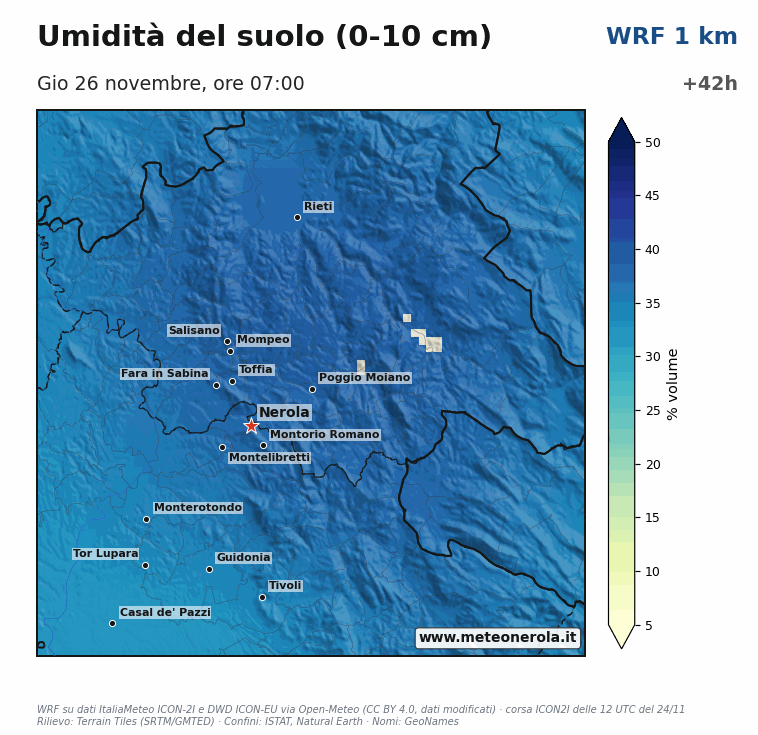 Umidità del suolo (0-10 cm)
WRF 1 km
Gio 26 novembre, ore 07:00
+42h
Rieti
Salisano
Mompeo
Fara in Sabina
Toffia
Poggio Moiano
Nerola
Montorio Romano
Montelibretti
Monterotondo
Tor Lupara
Guidonia
Tivoli
Casal de' Pazzi
www.meteonerola.it
50
45
40
35
30
25
20
15
10
5
% volume
WRF su dati ItaliaMeteo ICON-2I e DWD ICON-EU via Open-Meteo (CC BY 4.0, dati modificati) · corsa ICON2I delle 12 UTC del 24/11
Rilievo: Terrain Tiles (SRTM/GMTED) · Confini: ISTAT, Natural Earth · Nomi: GeoNames